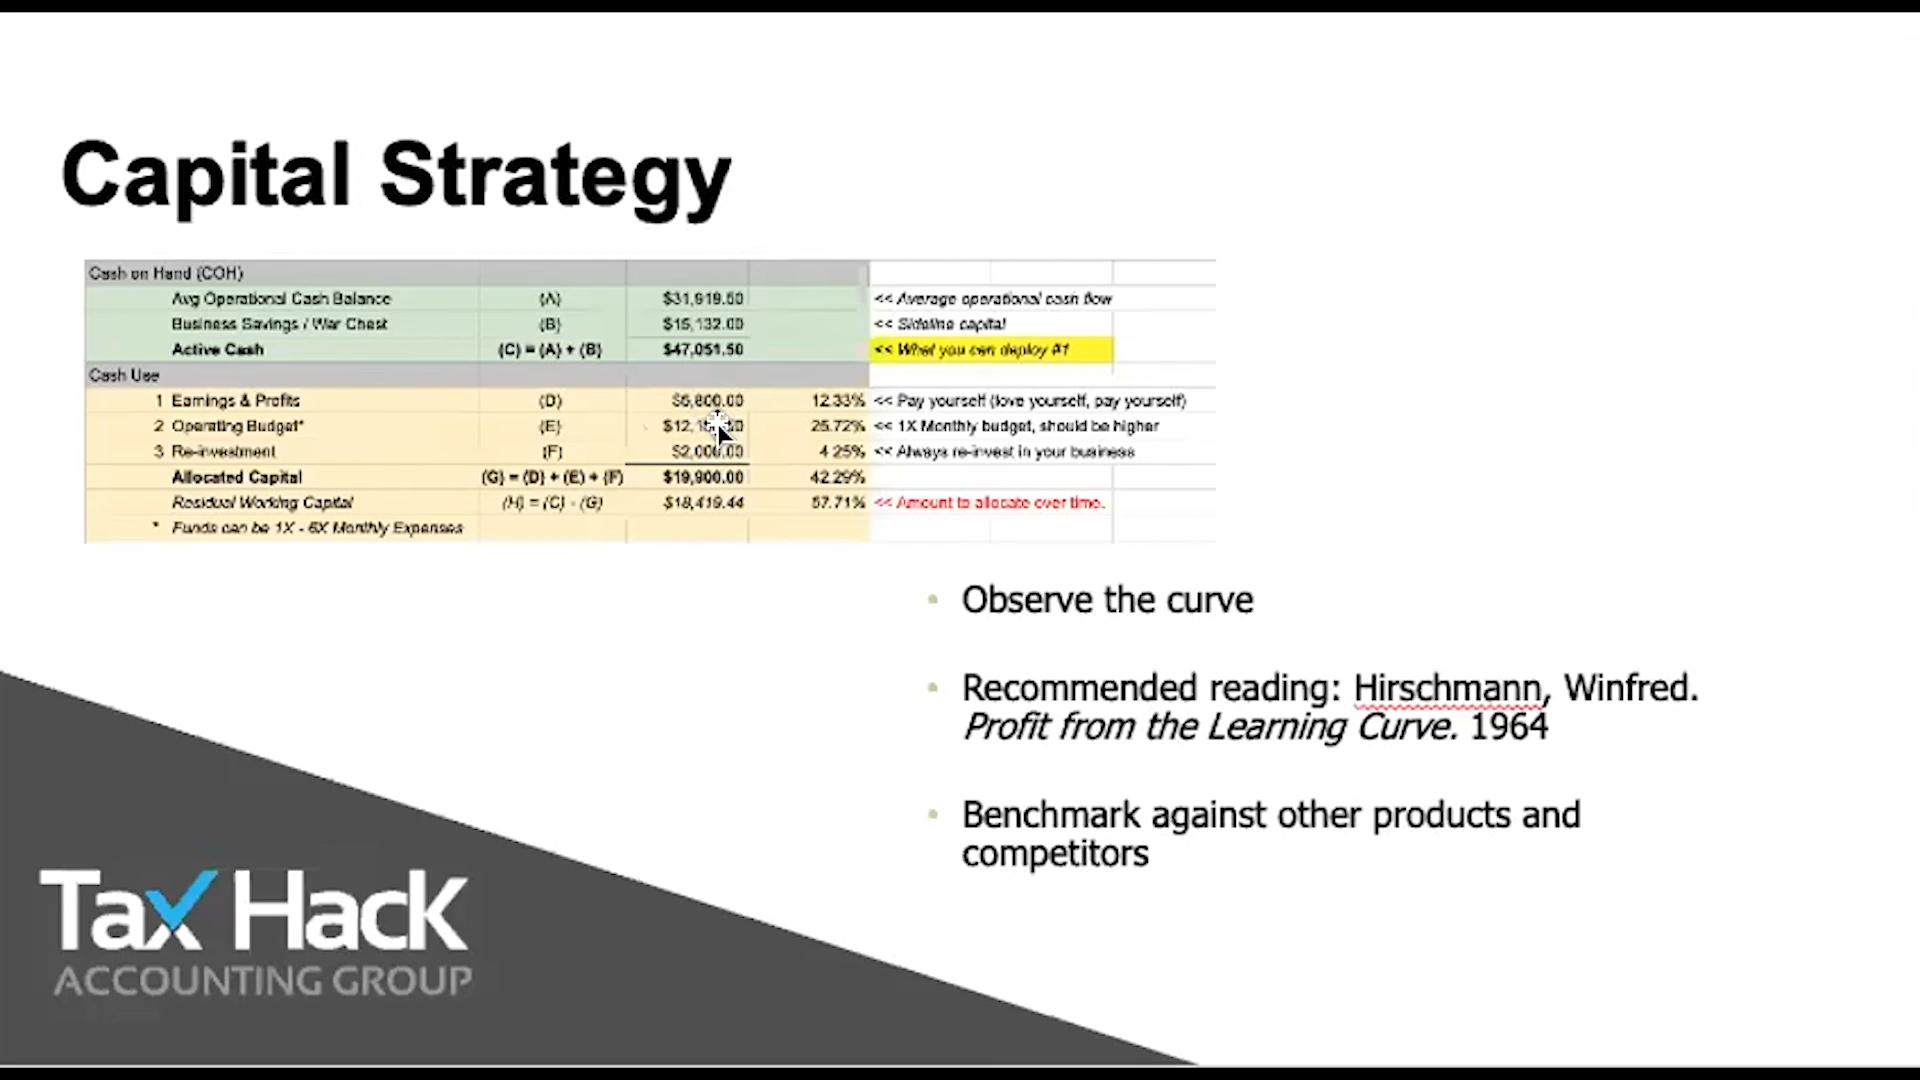 Capital Strategy
Cash on Hand (COH)
Avg Operational Cash Balance (A) $31,919.50 << Average operational cash flow
Business Savings / War Chest (B) $15,132.00 << Sideline capital
Active Cash (C) = (A) + (B) $47,051.50 << What you can deploy #1
Cash Use
1 Earnings & Profits (D) $5,800.00 12.33% << Pay yourself (love yourself, pay yourself)
2 Operating Budget* (E) 25.72% << 1X Monthly budget, should be higher
3 Re-investment (F) $2,000.00 4.25% << Always re-invest in your business
Allocated Capital (G) = (D) + (E) + (F) $19,900.00 42.29%
Residual Working Capital (H) = (C) - (G) $18,419.44 57.71% << Amount to allocate over time.
* Funds can be 1X - 6X Monthly Expenses
• Observe the curve
• Recommended reading: Hirschmann, Winfred.
Profit from the Learning Curve. 1964
• Benchmark against other products and
competitors
Tax Hack
ACCOUNTING GROUP